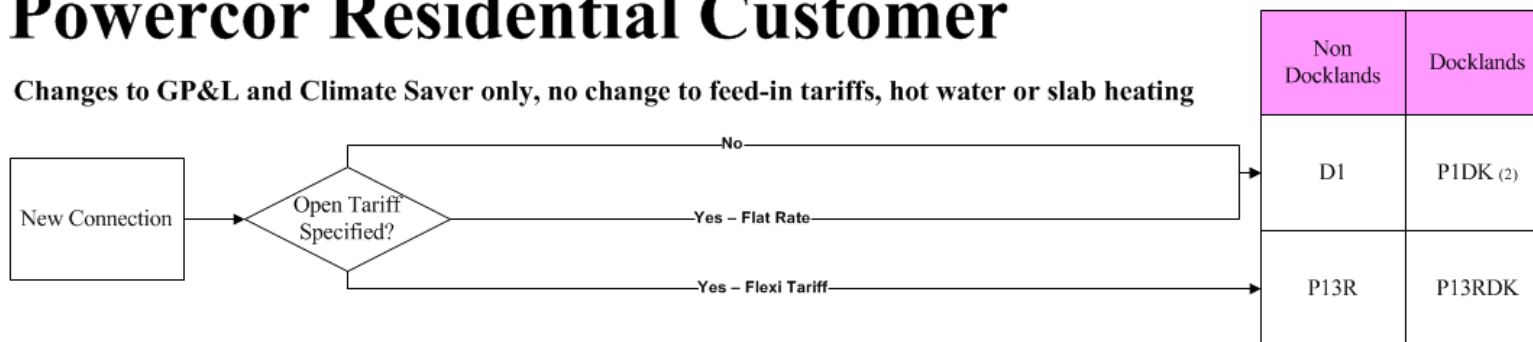 Powercor Residential Customer
Changes to GP&L and Climate Saver only, no change to feed-in tariffs, hot water or slab heating
Non
Docklands
Docklands
New Connection
Open Tariff
Specified?
No
Yes – Flat Rate
Yes – Flexi Tariff
D1
P1DK (2)
P13R
P13RDK